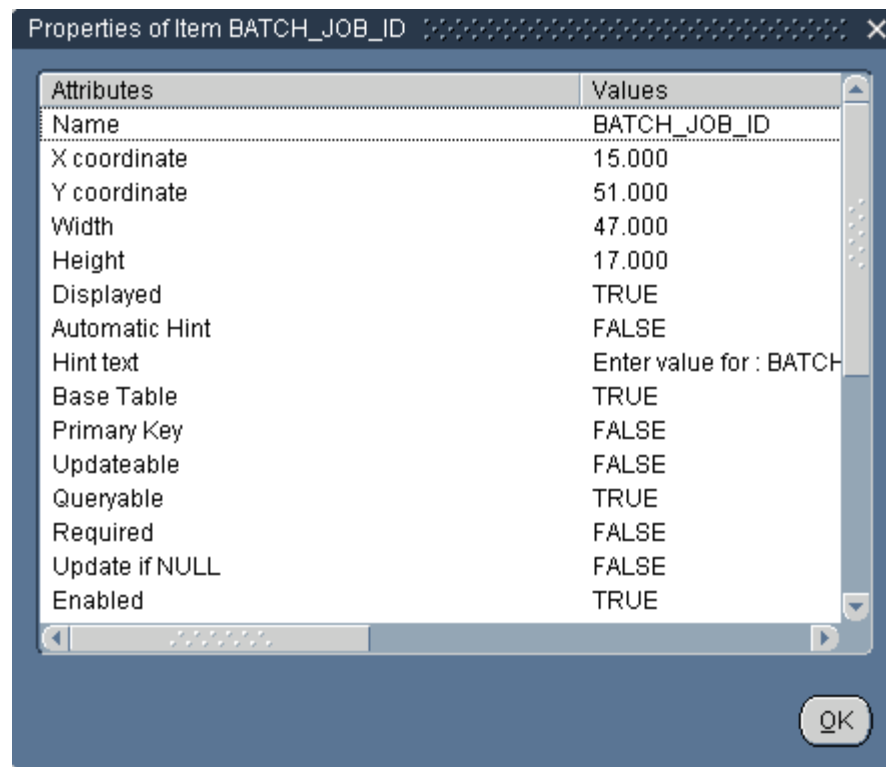 Properties of Item BATCH_JOB_ID
Attributes Values
Name BATCH_JOB_ID
X coordinate 15.000
Y coordinate 51.000
Width 47.000
Height 17.000
Displayed TRUE
Automatic Hint FALSE
Hint text Enter value for : BATCH
Base Table TRUE
Primary Key FALSE
Updateable FALSE
Queryable TRUE
Required FALSE
Update if NULL FALSE
Enabled TRUE
OK